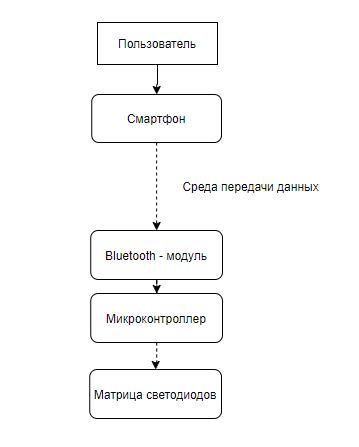 Пользователь
Смартфон
Среда передачи данных
Bluetooth - модуль
Микроконтроллер
Матрица светодиодов